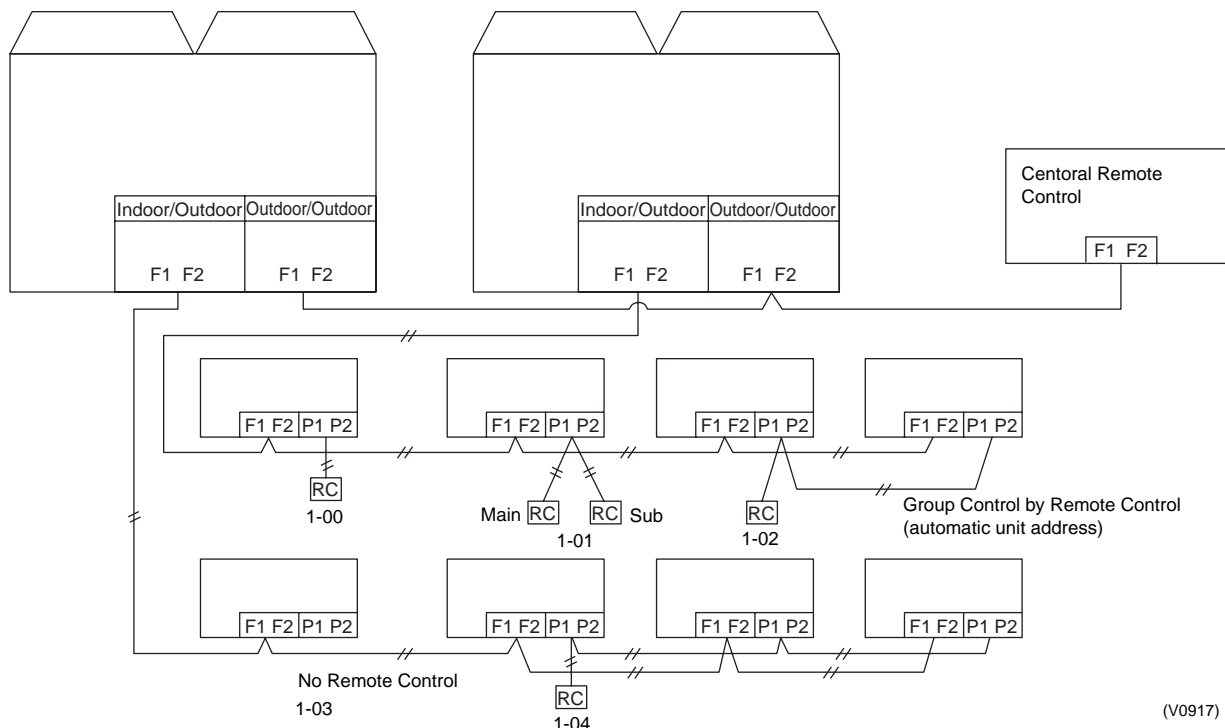 Indoor/Outdoor Outdoor/Outdoor
F1 F2 F1 F2
Indoor/Outdoor Outdoor/Outdoor
F1 F2 F1 F2
Centoral Remote
Control
F1 F2
F1 F2 P1 P2
F1 F2 P1 P2
F1 F2 P1 P2
F1 F2 P1 P2
RC
1-00
Main RC RC Sub
1-01
RC
1-02
Group Control by Remote Control
(automatic unit address)
F1 F2 P1 P2
F1 F2 P1 P2
F1 F2 P1 P2
F1 F2 P1 P2
No Remote Control
1-03
RC
1-04
(V0917)